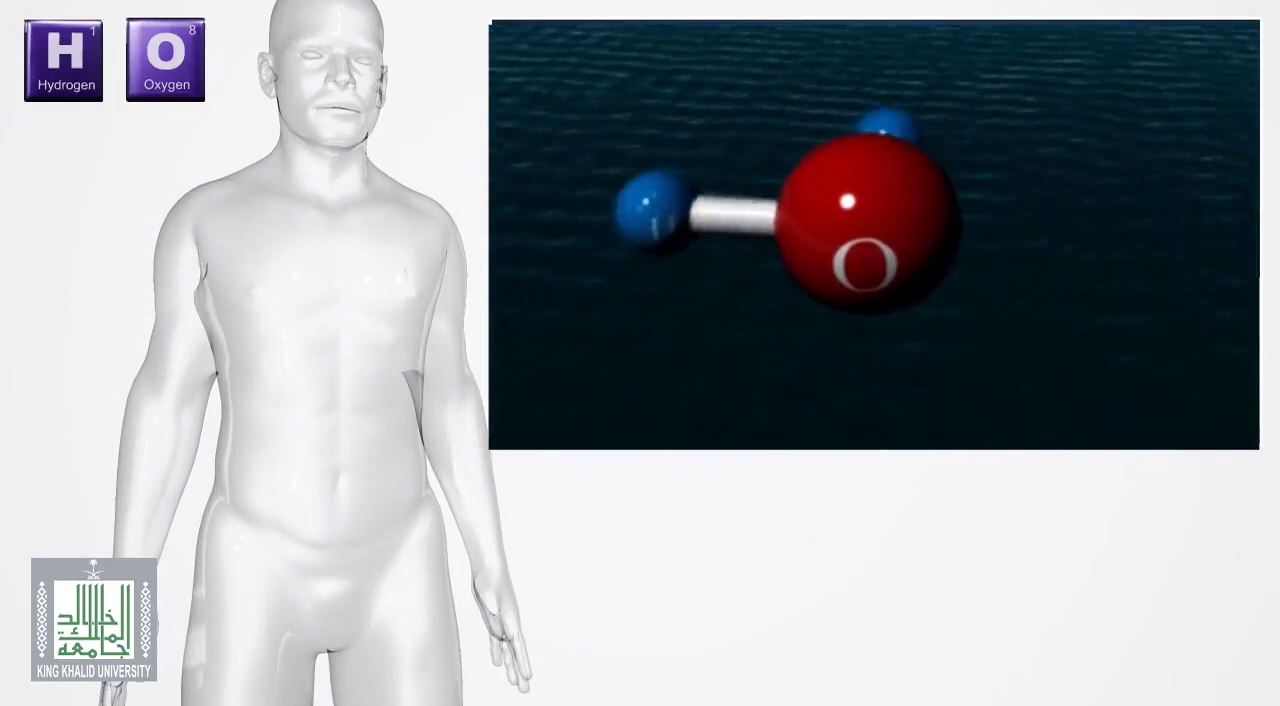 1
H
Hydrogen
8
O
Oxygen
O
H
جامعة
الملك
خالد
KING KHALID UNIVERSITY